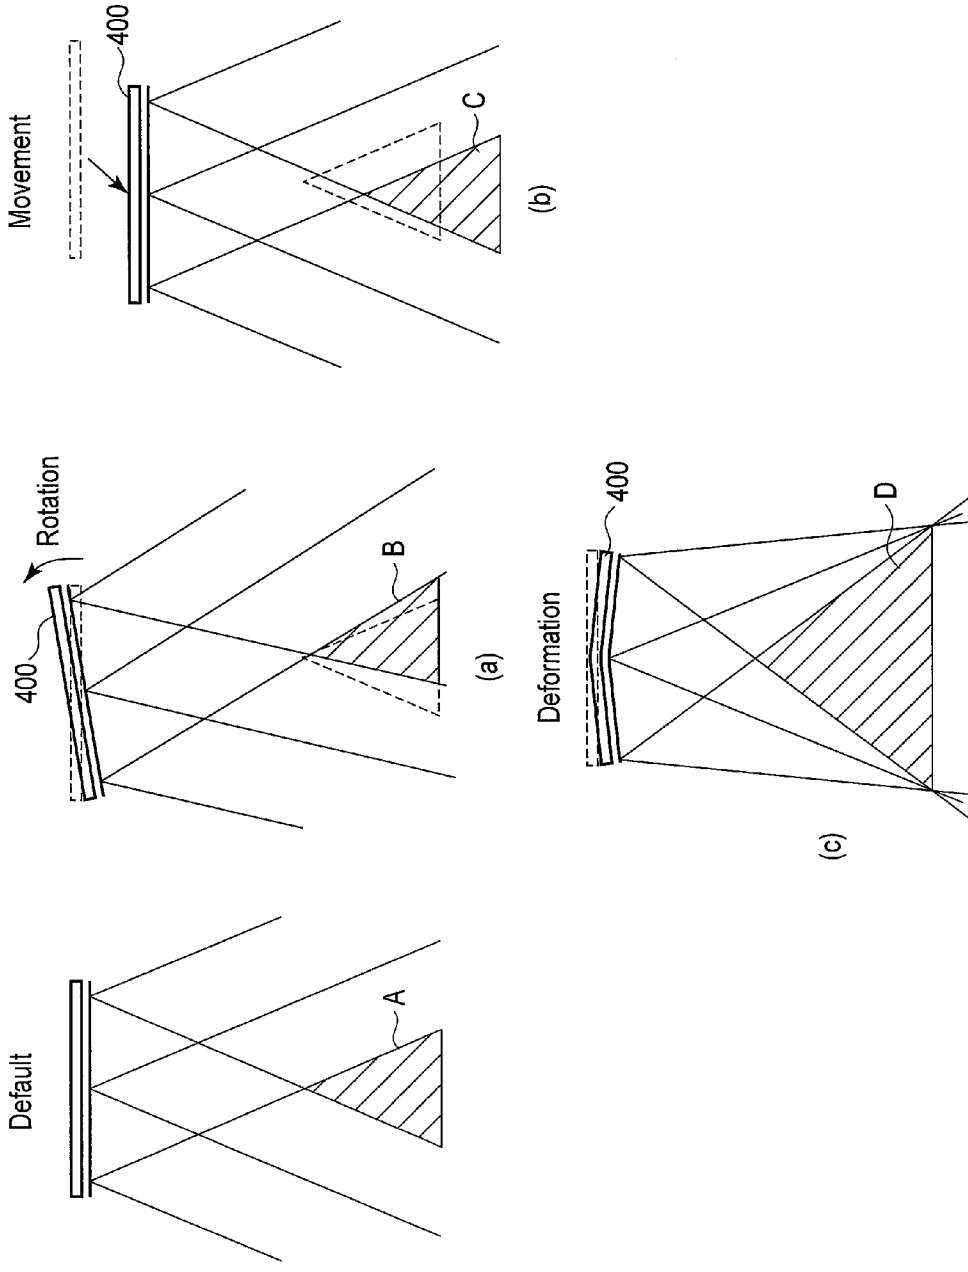 Default
A
400
Rotation
B
(a)
Movement
400
C
(b)
Deformation
400
D
(c)